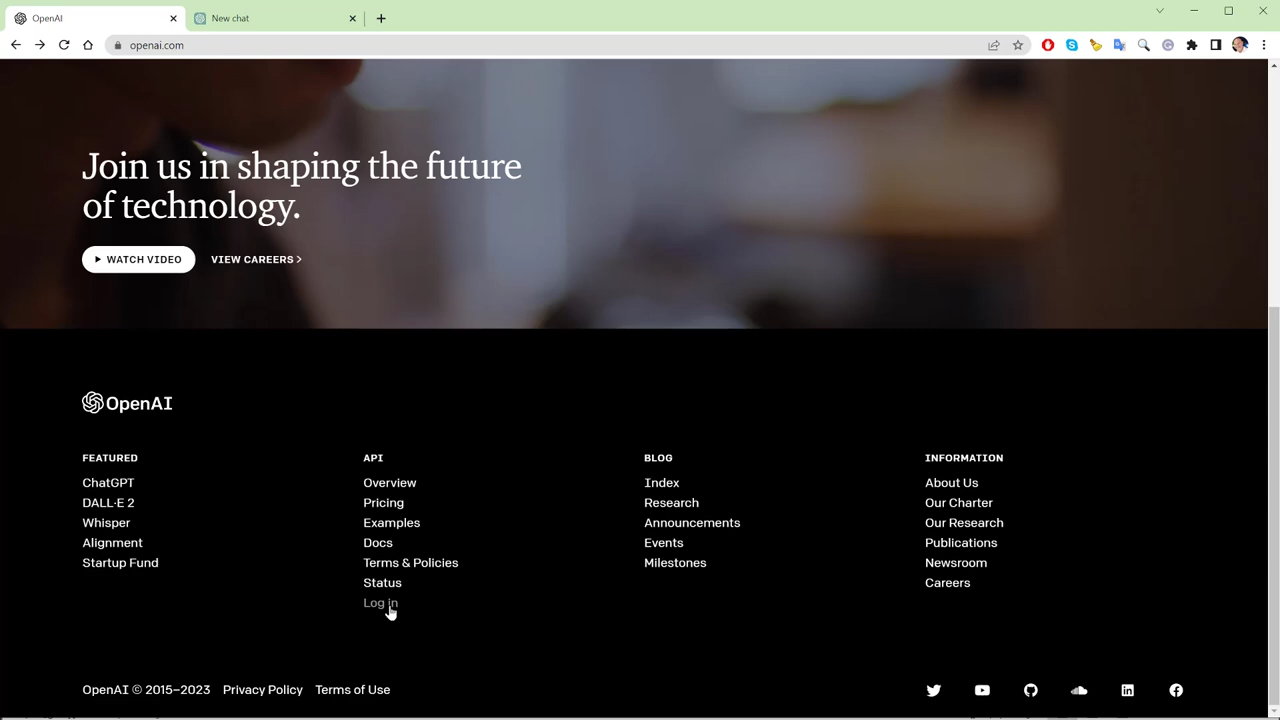 OpenAI
New chat
openai.com
Join us in shaping the future
of technology.
WATCH VIDEO
VIEW CAREERS >
OpenAI
FEATURED
ChatGPT
DALL·E 2
Whisper
Alignment
Startup Fund
API
Overview
Pricing
Examples
Docs
Terms & Policies
Status
Log in
BLOG
Index
Research
Announcements
Events
Milestones
INFORMATION
About Us
Our Charter
Our Research
Publications
Newsroom
Careers
OpenAI © 2015–2023 Privacy Policy Terms of Use